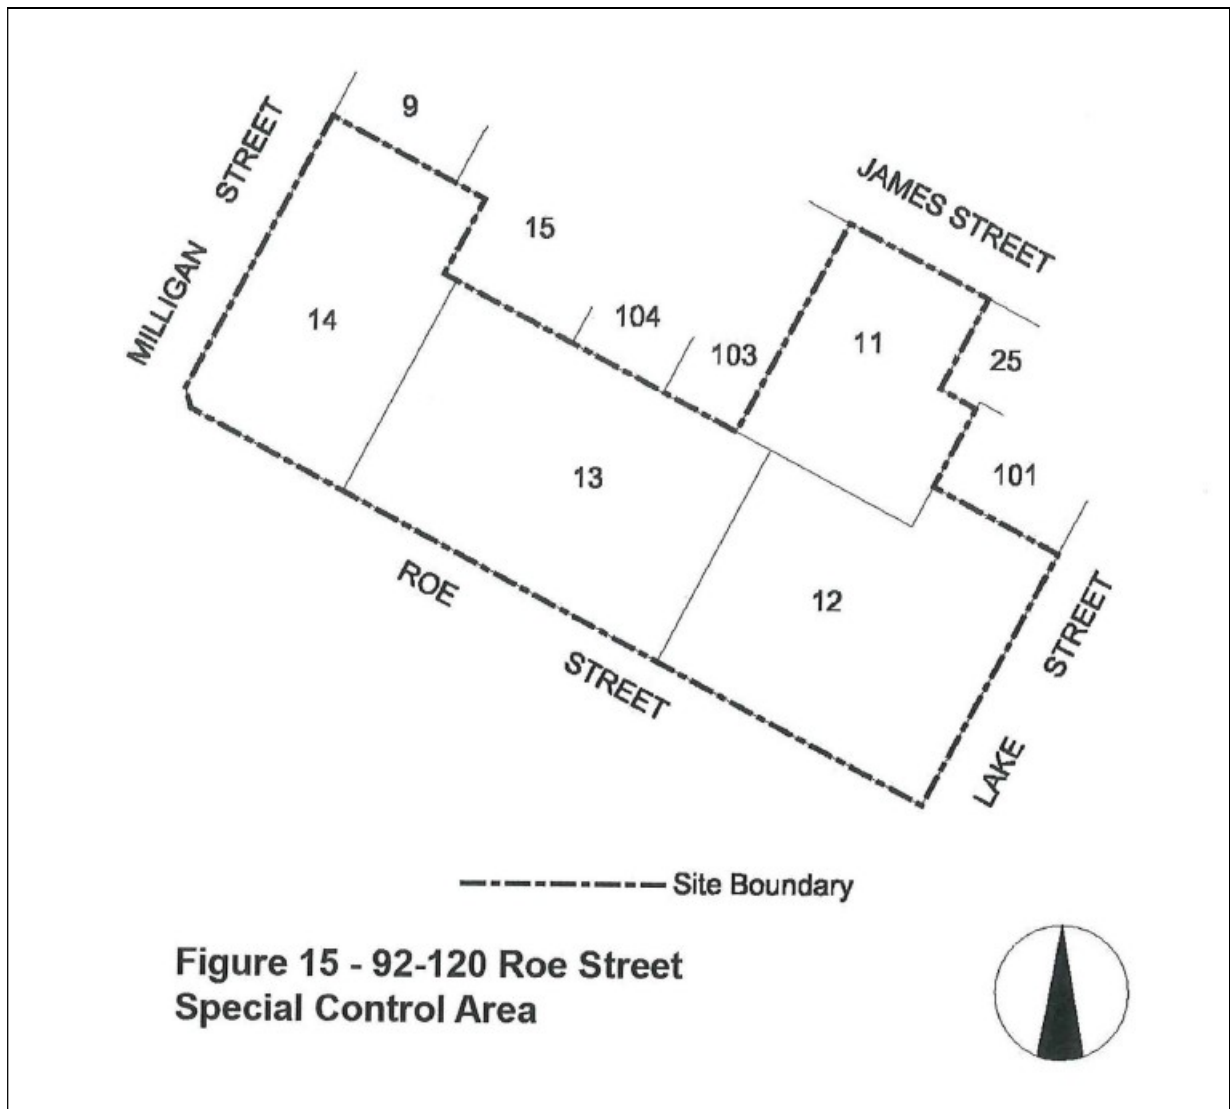 9
MILLIGAN STREET
15
JAMES STREET
14
104
103
11
25
13
101
12
ROE STREET
LAKE STREET
Site Boundary
Figure 15 - 92-120 Roe Street
Special Control Area